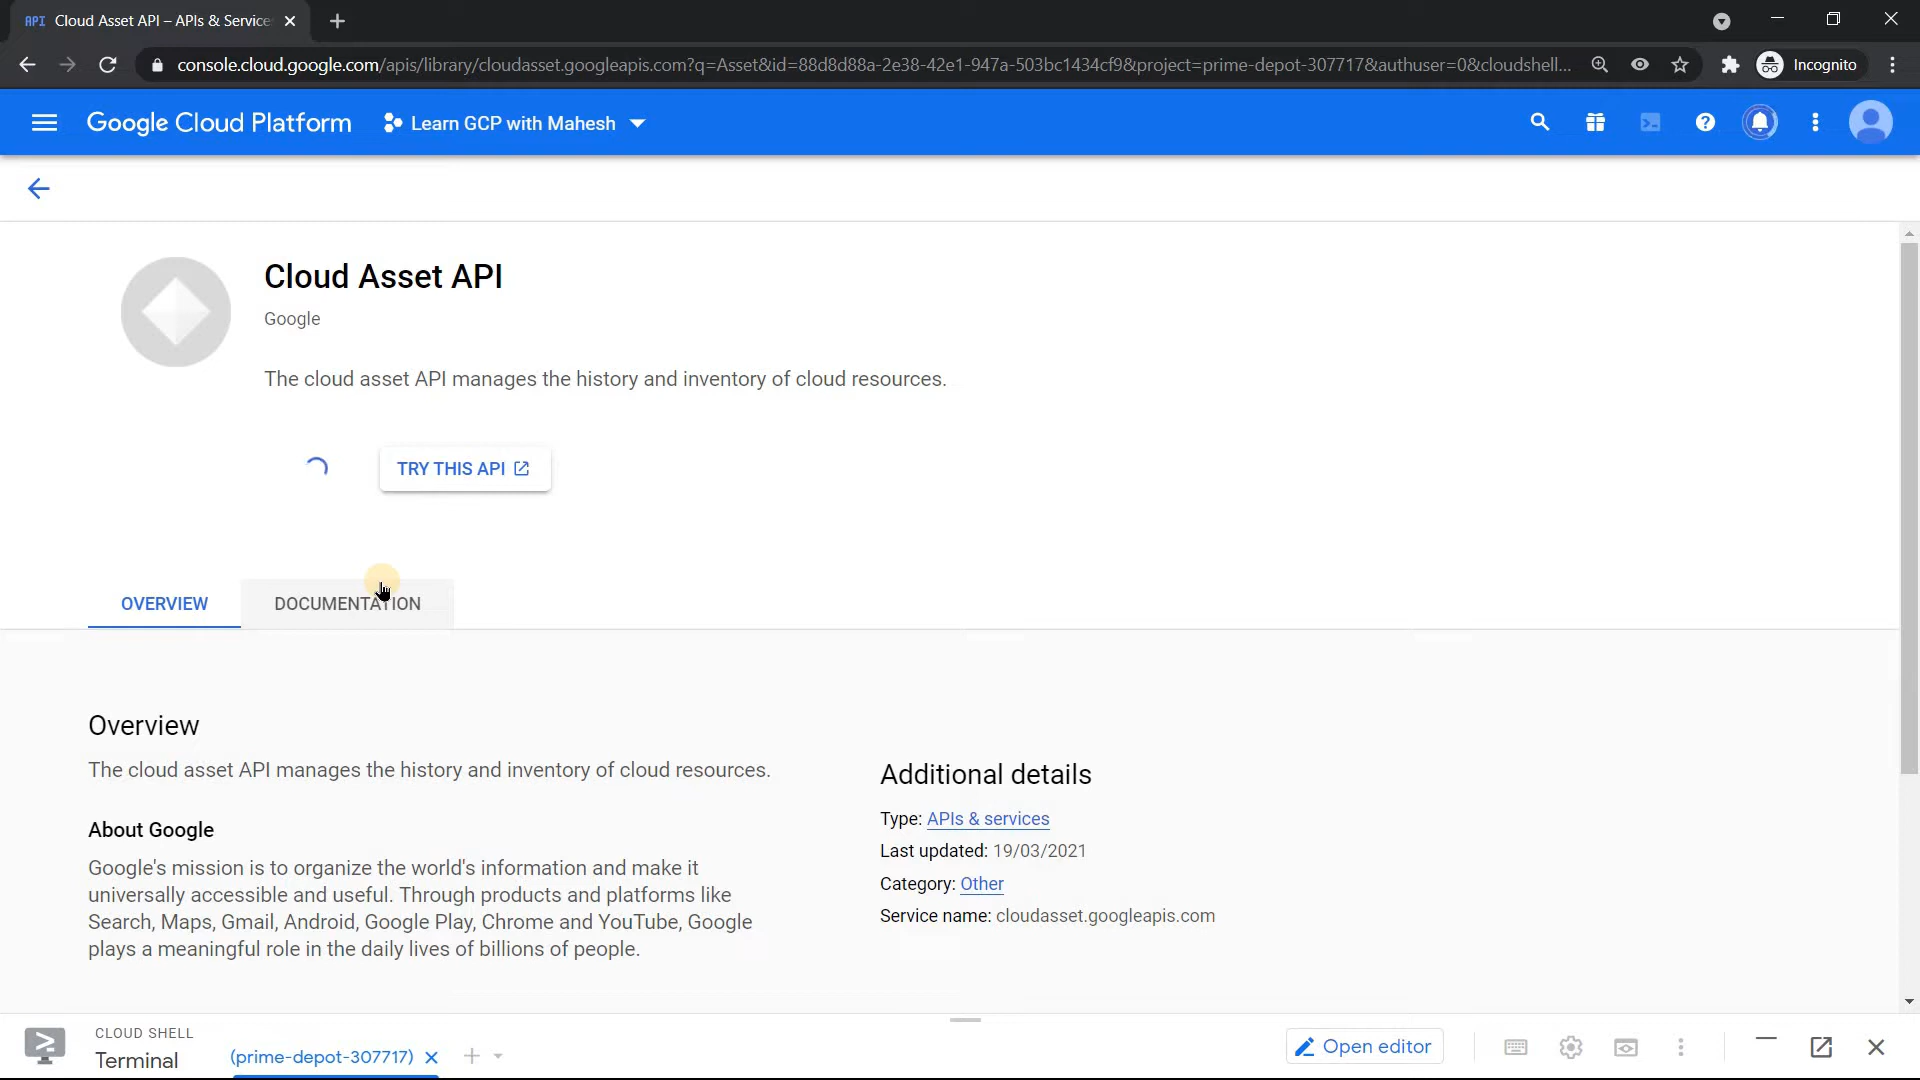 API Cloud Asset API – APIs & Service
console.cloud.google.com/apis/library/cloudasset.googleapis.com?q=Asset&id=88d8d88a-2e38-42e1-947a-503bc1434cf9&project=prime-depot-307717&authuser=0&cloudshell...
Incognito
Google Cloud Platform
Learn GCP with Mahesh
Cloud Asset API
Google
The cloud asset API manages the history and inventory of cloud resources.
TRY THIS API
OVERVIEW
DOCUMENTATION
Overview
The cloud asset API manages the history and inventory of cloud resources.
About Google
Google's mission is to organize the world's information and make it
universally accessible and useful. Through products and platforms like
Search, Maps, Gmail, Android, Google Play, Chrome and YouTube, Google
plays a meaningful role in the daily lives of billions of people.
Additional details
Type: APIs & services
Last updated: 19/03/2021
Category: Other
Service name: cloudasset.googleapis.com
CLOUD SHELL
Terminal
(prime-depot-307717)
Open editor